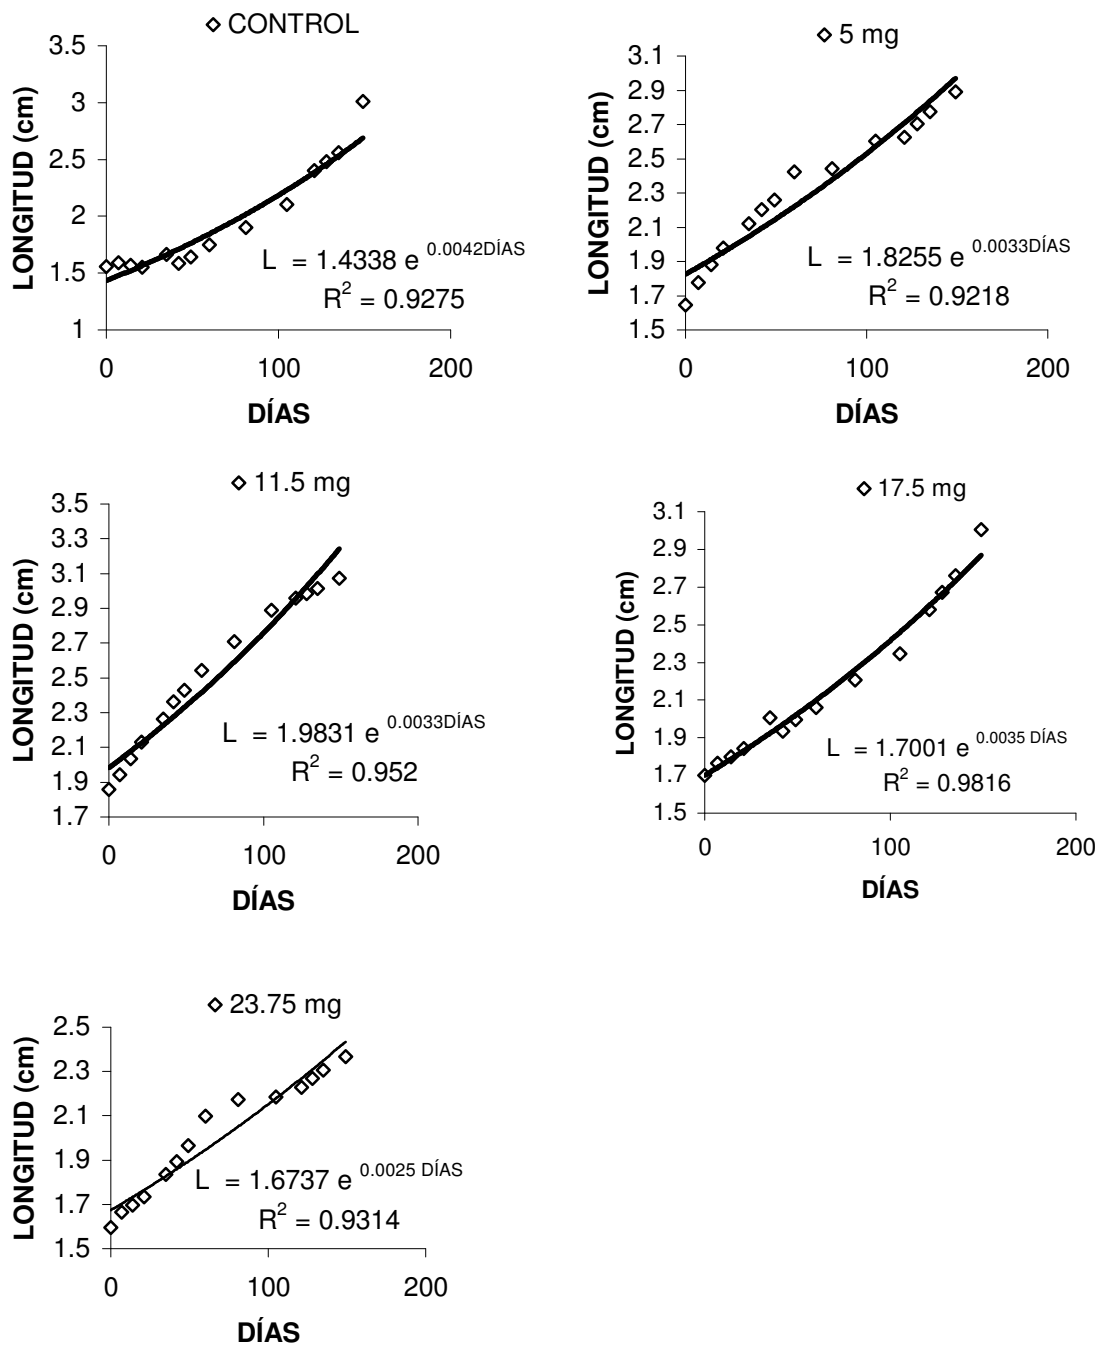 CONTROL
3.5
3
2.5
2
1.5
1
LONGITUD (cm)
L = 1.4338 e 0.0042DÍAS
R2 = 0.9275
0 100 200
DÍAS
5 mg
3.1
2.9
2.7
2.5
2.3
2.1
1.9
1.7
1.5
LONGITUD (cm)
L = 1.8255 e 0.0033DÍAS
R2 = 0.9218
0 100 200
DÍAS
11.5 mg
3.5
3.3
3.1
2.9
2.7
2.5
2.3
2.1
1.9
1.7
LONGITUD (cm)
L = 1.9831 e 0.0033DÍAS
R2 = 0.952
0 100 200
DÍAS
17.5 mg
3.1
2.9
2.7
2.5
2.3
2.1
1.9
1.7
1.5
LONGITUD (cm)
L = 1.7001 e 0.0035 DÍAS
R2 = 0.9816
0 100 200
DÍAS
23.75 mg
2.5
2.3
2.1
1.9
1.7
1.5
LONGITUD (cm)
L = 1.6737 e 0.0025 DÍAS
R2 = 0.9314
0 100 200
DÍAS